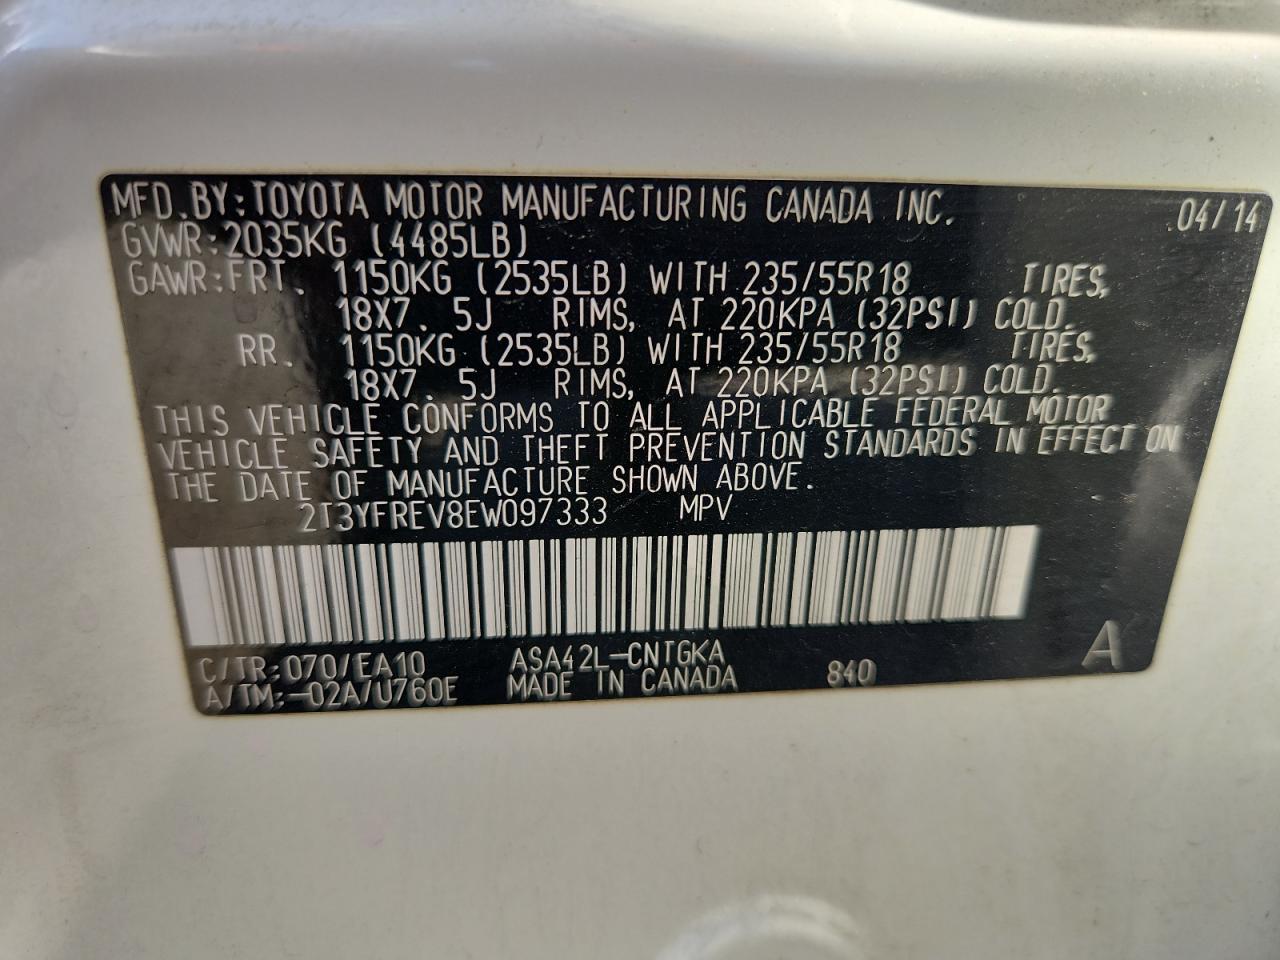 MFD.BY:TOYOTA MOTOR MANUFACTURING CANADA INC. 04/14
GVWR:2035KG (4485LB)
GAWR:FRT. 1150KG (2535LB) WITH 235/55R18 TIRES,
18X7.5J RIMS, AT 220KPA (32PSI) COLD.
RR. 1150KG (2535LB) WITH 235/55R18 TIRES,
18X7.5J RIMS, AT 220KPA (32PSI) COLD.
THIS VEHICLE CONFORMS TO ALL APPLICABLE FEDERAL MOTOR
VEHICLE SAFETY AND THEFT PREVENTION STANDARDS IN EFFECT ON
THE DATE OF MANUFACTURE SHOWN ABOVE.
2T3YFREV8EW097333 MPV
C/TR:070/EA10 ASA42L-CNTGKA
A/TM:-02A/U760E MADE IN CANADA 840 A